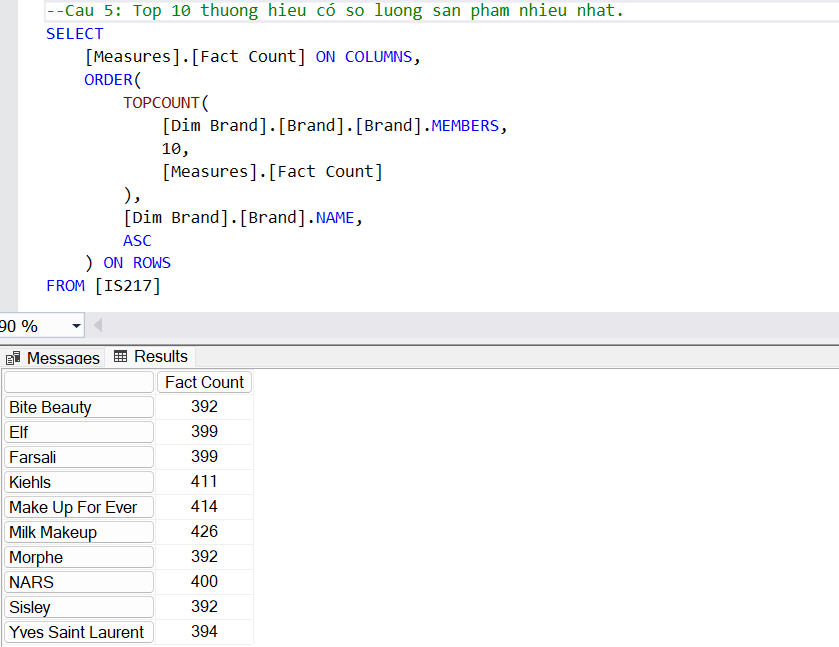 --Cau 5: Top 10 thuong hieu có so luong san pham nhieu nhat.
SELECT
[Measures].[Fact Count] ON COLUMNS,
ORDER(
TOPCOUNT(
[Dim Brand].[Brand].[Brand].MEMBERS,
10,
[Measures].[Fact Count]
),
[Dim Brand].[Brand].NAME,
ASC
) ON ROWS
FROM [IS217]
90 %
Messages Results
Fact Count
Bite Beauty 392
Elf 399
Farsali 399
Kiehls 411
Make Up For Ever 414
Milk Makeup 426
Morphe 392
NARS 400
Sisley 392
Yves Saint Laurent 394